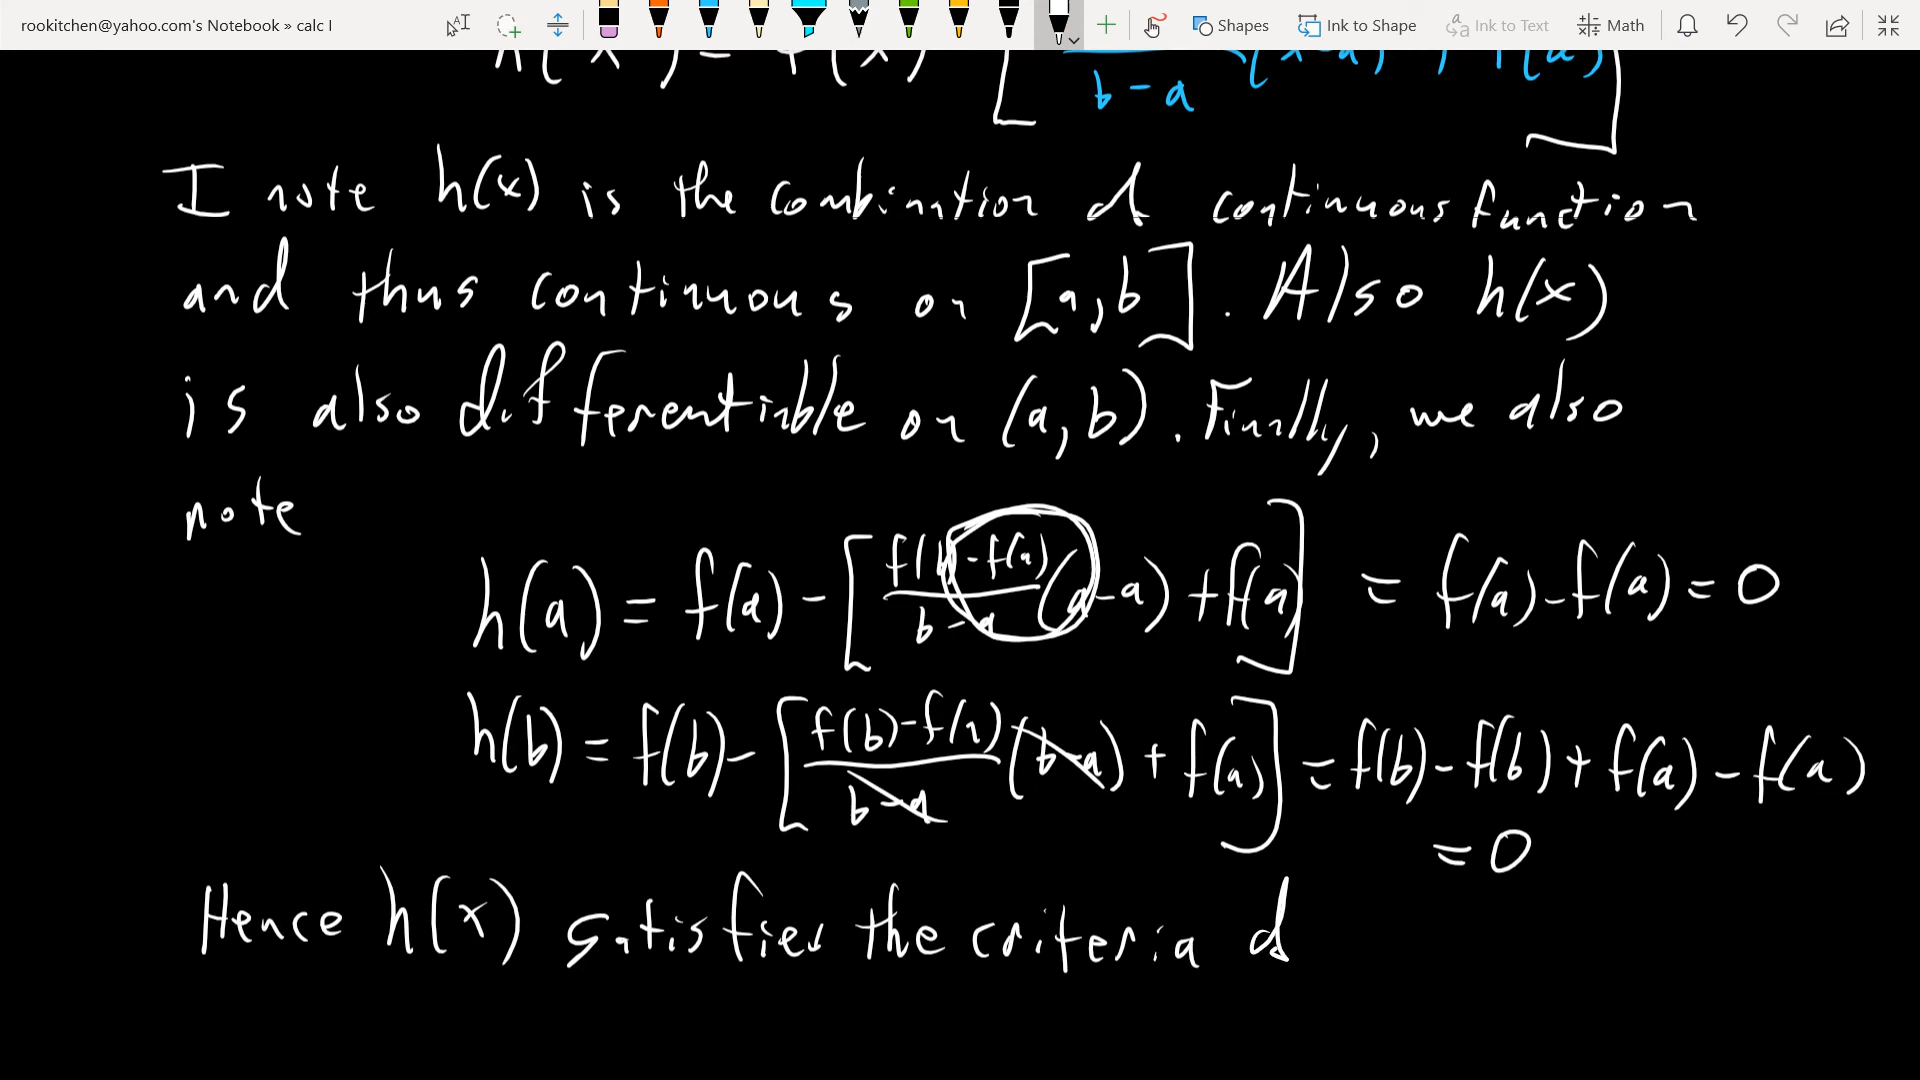 rookitchen@yahoo.com's Notebook » calc I
Shapes Ink to Shape Ink to Text Math
h(x) = f(x) [ b-a (x-a) + f(a) ]
I note h(x) is the combination of continuous function
and thus continuous on [a,b]. Also h(x)
is also differentiable on (a,b). Finally, we also
note
h(a) = f(a) - [ f(b)-f(a) / b-a (a-a) + f(a) ] = f(a) - f(a) = 0
h(b) = f(b) - [ f(b)-f(a) / b-a (b-a) + f(a) ] = f(b) - f(b) + f(a) - f(a)
= 0
Hence h(x) satisfies the criteria of